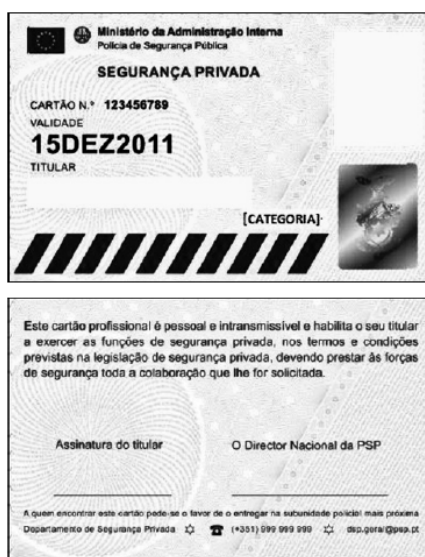 Ministério da Administração Interna
Polícia de Segurança Pública
SEGURANÇA PRIVADA
CARTÃO N.º 123456789
VALIDADE
15DEZ2011
TITULAR
[CATEGORIA]
Este cartão profissional é pessoal e intransmissível e habilita o seu titular
a exercer as funções de segurança privada, nos termos e condições
previstas na legislação de segurança privada, devendo prestar às forças
de segurança toda a colaboração que lhe for solicitada.
Assinatura do titular
O Director Nacional da PSP
A quem encontrar este cartão pede-se o favor de o entregar na subunidade policial mais próxima
Departamento de Segurança Privada ✡ ☎ (+351) 999 999 999 ✡ dsp.geral@psp.pt